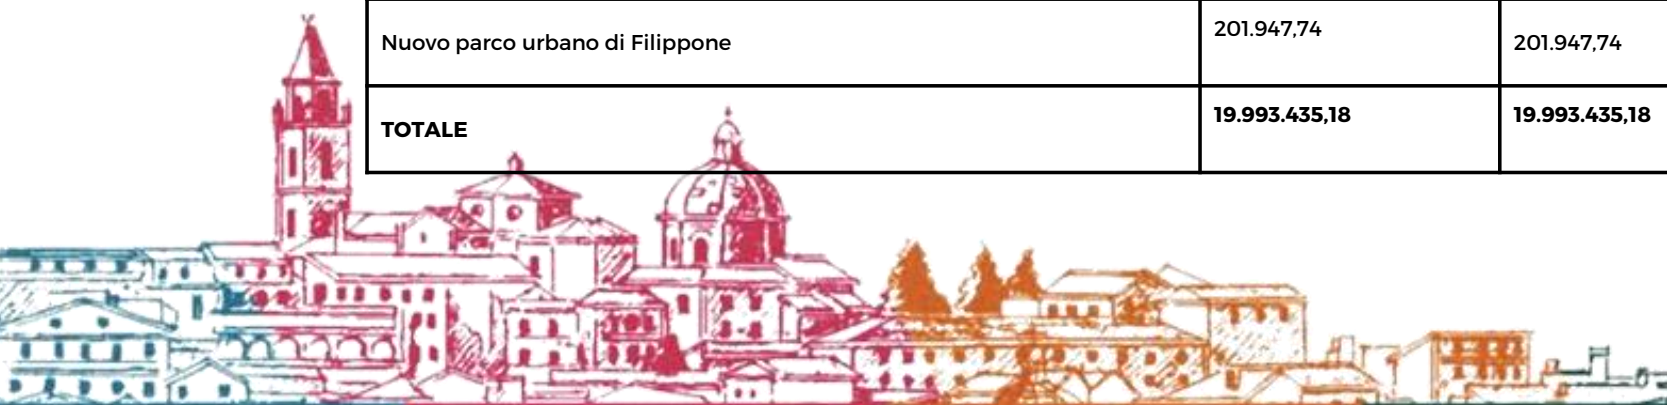 Nuovo parco urbano di Filippone 201.947,74 201.947,74
TOTALE 19.993.435,18 19.993.435,18